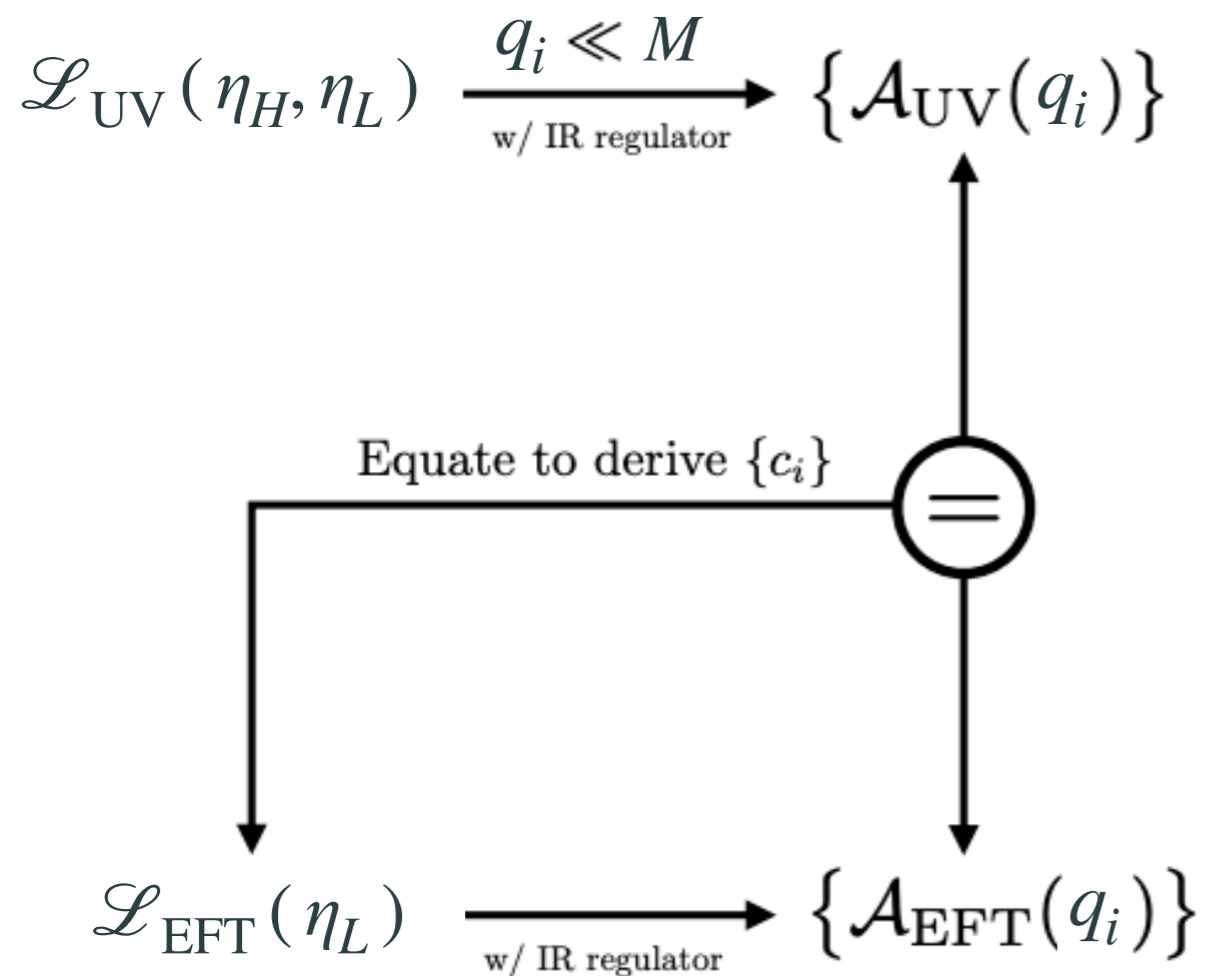 ℒ_UV(η_H, η_L) q_i ≪ M {𝒜_UV(q_i)}
w/ IR regulator
Equate to derive {c_i}
=
ℒ_EFT(η_L) {𝒜_EFT(q_i)}
w/ IR regulator